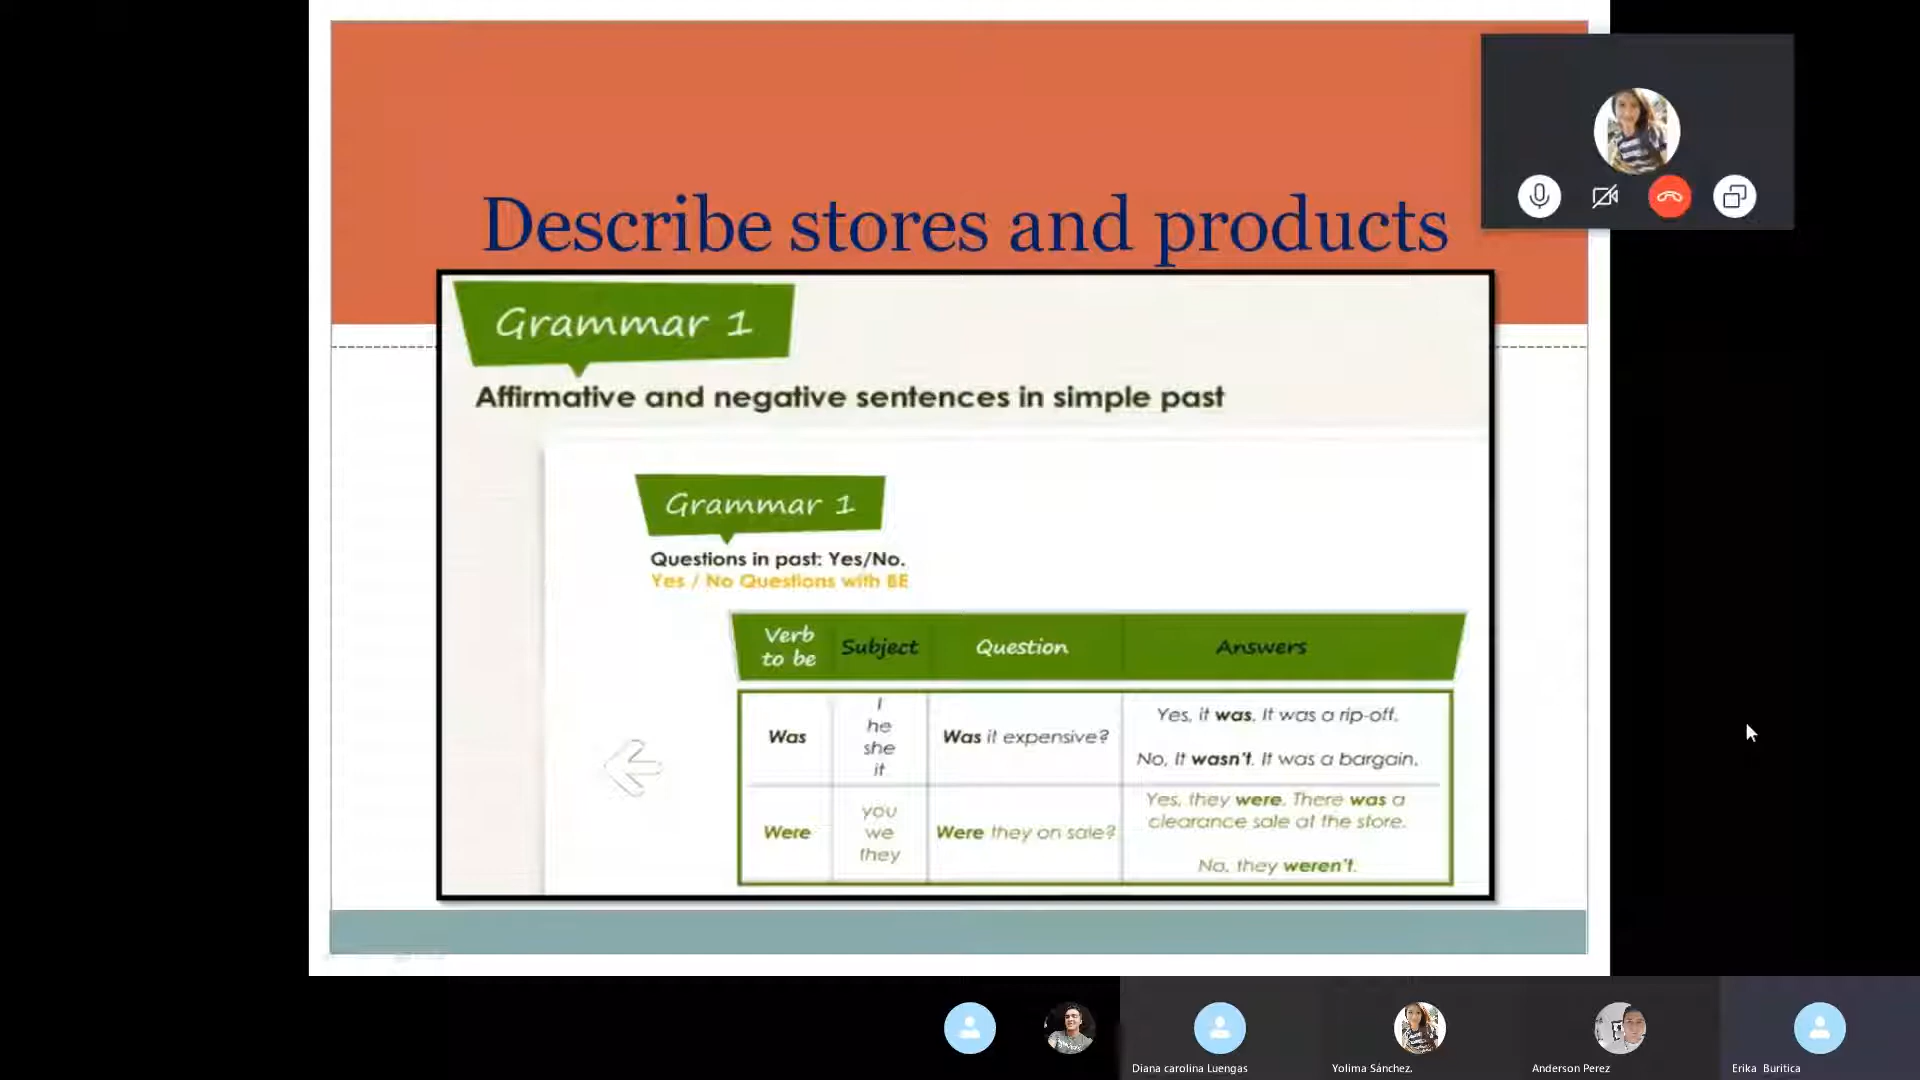 Describe stores and products
Grammar 1
Affirmative and negative sentences in simple past
Grammar 1
Questions in past: Yes/No.
Yes / No Questions with BE
Verb to be
Subject
Question
Answers
Was
I
he
she
it
Was it expensive?
Yes, it was. It was a rip-off.
No, it wasn't. It was a bargain.
Were
you
we
they
Were they on sale?
Yes, they were. There was a
clearance sale at the store.
No, they weren't.
Diana carolina Luengas
Yolima Sánchez.
Anderson Perez
Erika Buritica